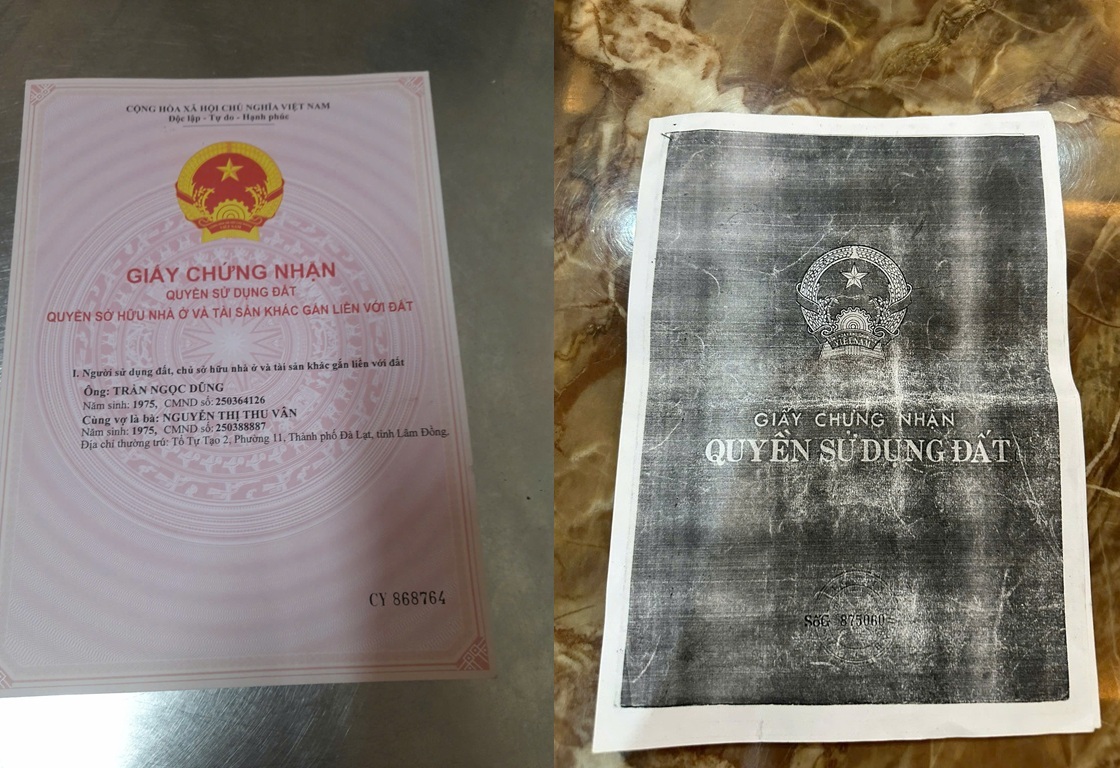 CỘNG HÒA XÃ HỘI CHỦ NGHĨA VIỆT NAM
Độc lập - Tự do - Hạnh phúc
GIẤY CHỨNG NHẬN
QUYỀN SỬ DỤNG ĐẤT
QUYỀN SỞ HỮU NHÀ Ở VÀ TÀI SẢN KHÁC GẮN LIỀN VỚI ĐẤT
I. Người sử dụng đất, chủ sở hữu nhà ở và tài sản khác gắn liền với đất
Ông: TRẦN NGỌC DŨNG
Năm sinh: 1975, CMND số: 250364126
Cùng vợ là bà: NGUYỄN THỊ THU VÂN
Năm sinh: 1975, CMND số: 250388887
Địa chỉ thường trú: Tổ Tự Tạo 2, Phường 11, Thành phố Đà Lạt, tỉnh Lâm Đồng.
CY 868764
VIỆT NAM
GIẤY CHỨNG NHẬN
QUYỀN SỬ DỤNG ĐẤT
SốG 875060